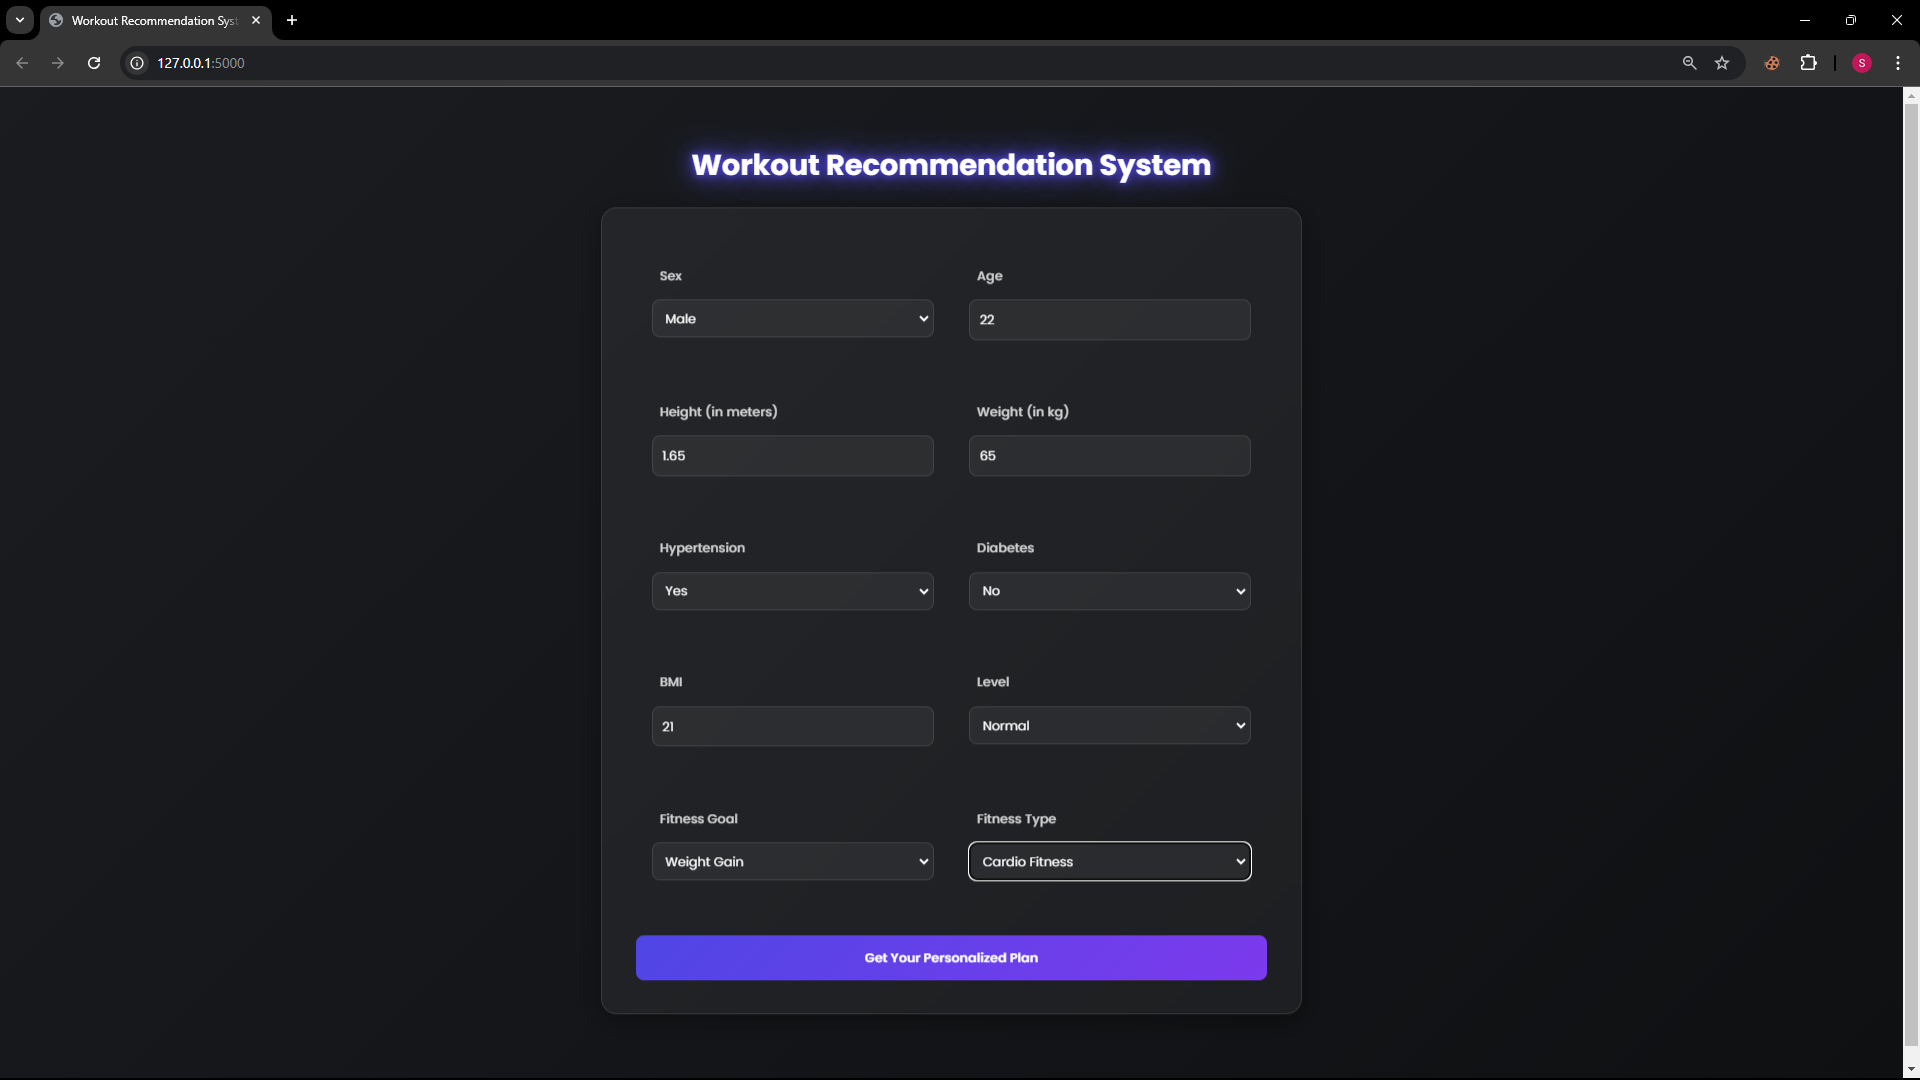 Workout Recommendation Syst
127.0.0.1:5000
S
Workout Recommendation System
Sex
Age
Male
22
Height (in meters)
Weight (in kg)
1.65
65
Hypertension
Diabetes
Yes
No
BMI
Level
21
Normal
Fitness Goal
Fitness Type
Weight Gain
Cardio Fitness
Get Your Personalized Plan